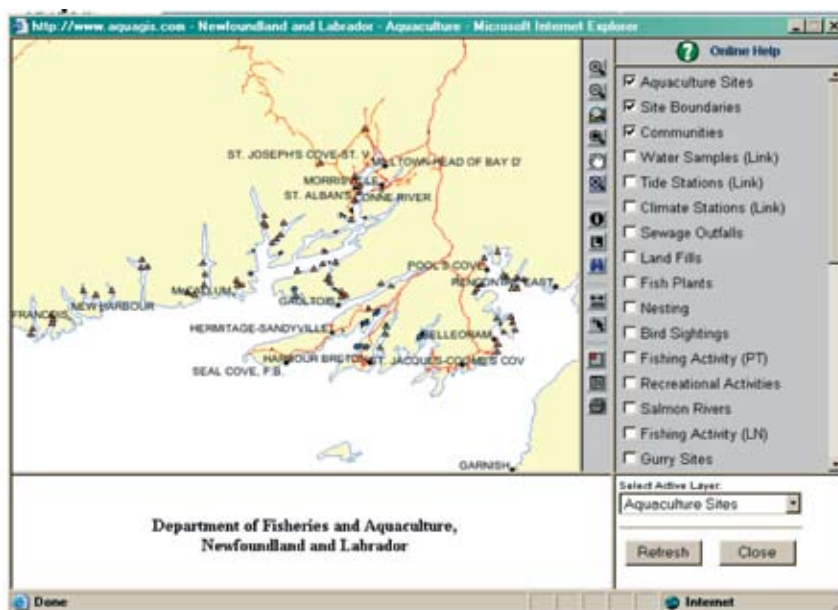 http://www.aquagis.com - Newfoundland and Labrador - Aquaculture - Microsoft Internet Explorer
Online Help
ST. JOSEPH'S COVE-ST. V
MILLTOWN-HEAD OF BAY D'
MORRISVILLE
ST. ALBAN'S
CONNE RIVER
POOL'S COVE
RENCONTRE EAST
McCALLUM
GAULTOIS
NEW HARBOUR
FRANCOIS
HERMITAGE-SANDYVILLE
BELLEORAM
HARBOUR BRETON
ST. JACQUES-COOMB'S COV
SEAL COVE, F.B.
GARNISH
Aquaculture Sites
Site Boundaries
Communities
Water Samples (Link)
Tide Stations (Link)
Climate Stations (Link)
Sewage Outfalls
Land Fills
Fish Plants
Nesting
Bird Sightings
Fishing Activity (PT)
Recreational Activities
Salmon Rivers
Fishing Activity (LN)
Gurry Sites
Select Active Layer:
Aquaculture Sites
Refresh Close
Department of Fisheries and Aquaculture,
Newfoundland and Labrador
Done
Internet